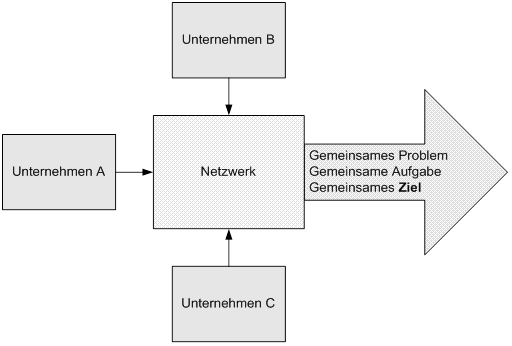 Unternehmen B
Unternehmen A
Netzwerk
Gemeinsames Problem
Gemeinsame Aufgabe
Gemeinsames Ziel
Unternehmen C